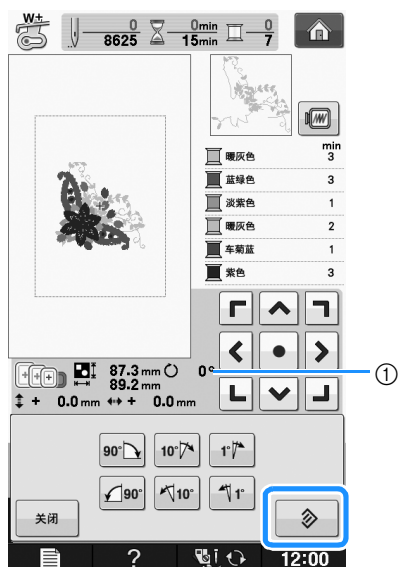 W±
0 0min 0
8625 15min 7
min
暖灰色 3
蓝绿色 3
淡紫色 1
暖灰色 2
车菊蓝 1
紫色 3
87.3 mm 0°
89.2 mm
+ 0.0 mm + 0.0 mm
①
90° 10° 1°
90° 10° 1°
关闭
? 12:00